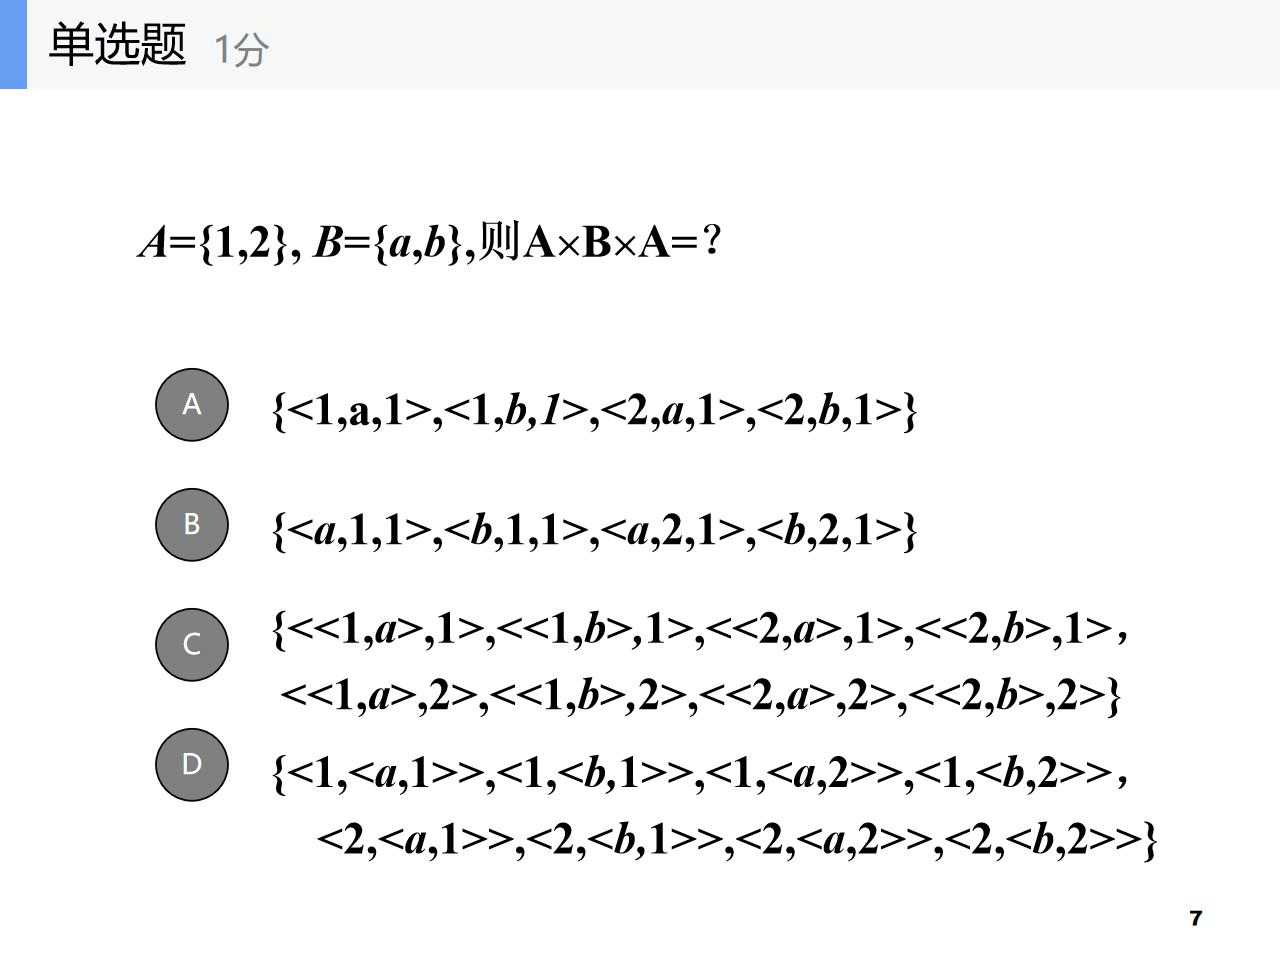 单选题 1分
A={1,2}, B={a,b},则A×B×A=？
A {<1,a,1>,<1,b,1>,<2,a,1>,<2,b,1>}
B {<a,1,1>,<b,1,1>,<a,2,1>,<b,2,1>}
C {<<1,a>,1>,<<1,b>,1>,<<2,a>,1>,<<2,b>,1>，
<<1,a>,2>,<<1,b>,2>,<<2,a>,2>,<<2,b>,2>}
D {<1,<a,1>>,<1,<b,1>>,<1,<a,2>>,<1,<b,2>>，
<2,<a,1>>,<2,<b,1>>,<2,<a,2>>,<2,<b,2>>}
7